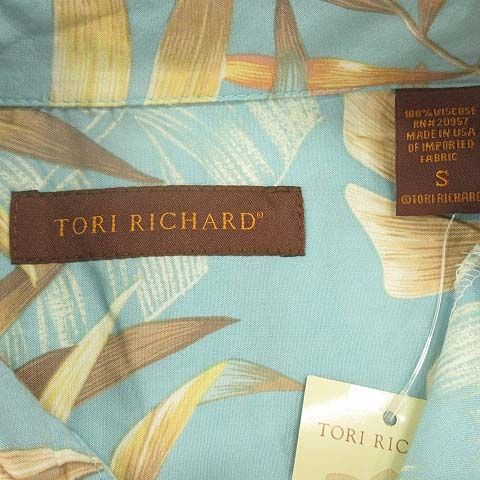 100% VISCOSE
RN#20957
MADE IN USA
OF IMPORTED
FABRIC
S
©TORI RICHARD
TORI RICHARD®
TORI RIC